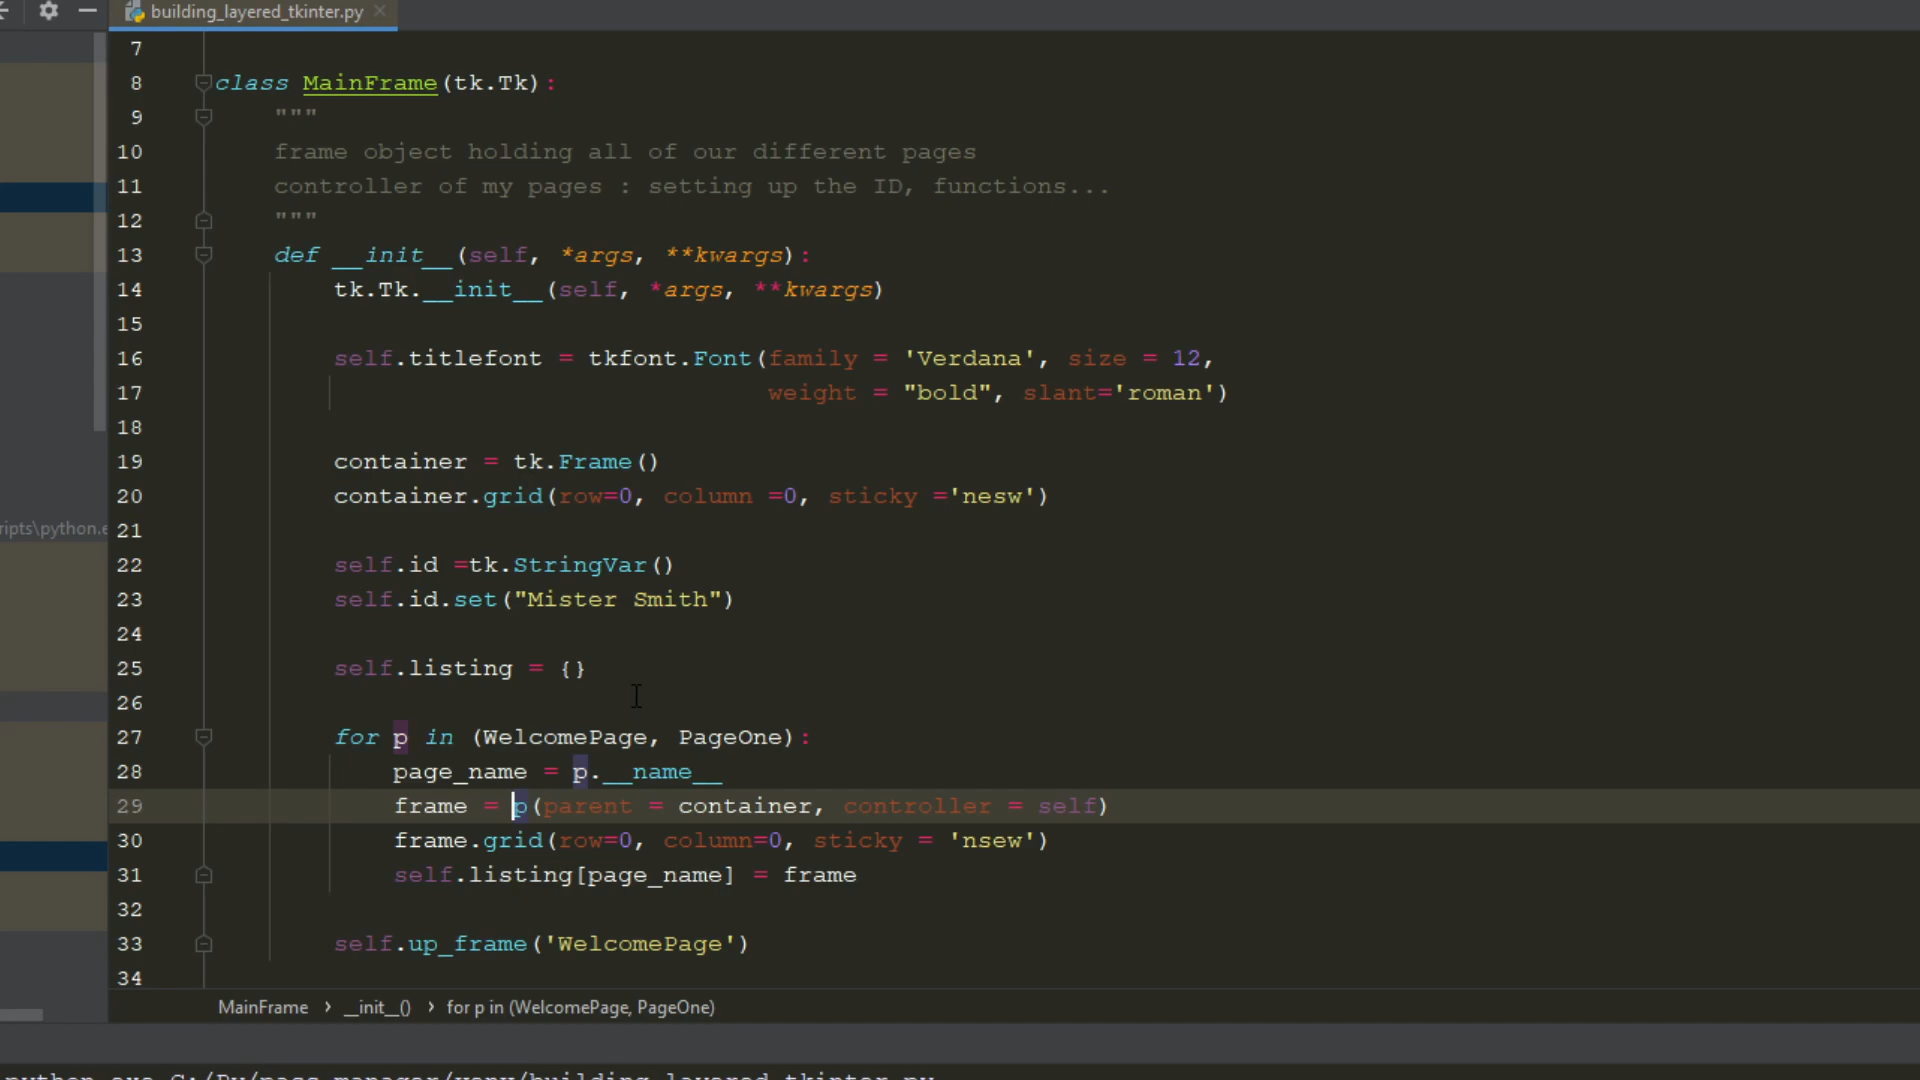 building_layered_tkinter.py
7
8 class MainFrame(tk.Tk):
9 """
10 frame object holding all of our different pages
11 controller of my pages : setting up the ID, functions...
12 """
13 def __init__(self, *args, **kwargs):
14 tk.Tk.__init__(self, *args, **kwargs)
15
16 self.titlefont = tkfont.Font(family = 'Verdana', size = 12,
17 weight = "bold", slant='roman')
18
19 container = tk.Frame()
20 container.grid(row=0, column =0, sticky ='nesw')
ripts\python.e
21
22 self.id =tk.StringVar()
23 self.id.set("Mister Smith")
24
25 self.listing = {}
26
27 for p in (WelcomePage, PageOne):
28 page_name = p.__name__
29 frame = p(parent = container, controller = self)
30 frame.grid(row=0, column=0, sticky = 'nsew')
31 self.listing[page_name] = frame
32
33 self.up_frame('WelcomePage')
34
MainFrame › __init__() › for p in (WelcomePage, PageOne)
python.exe C:/Py/pass_manager/venv/building_layered_tkinter.py